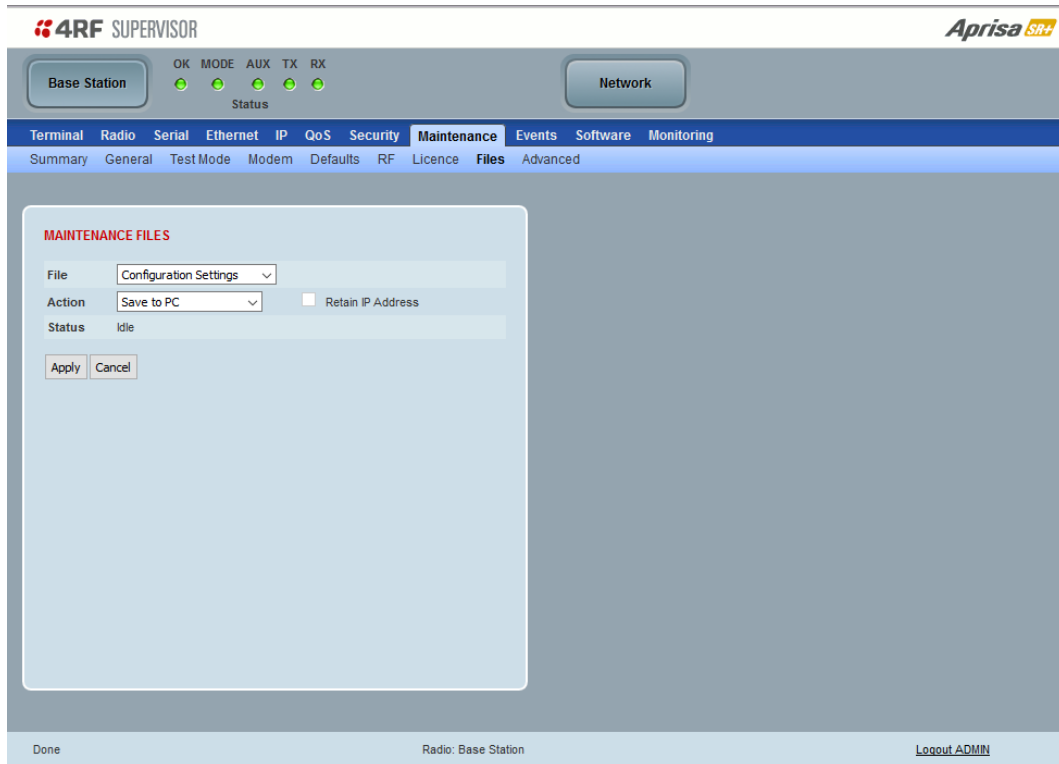 4RF SUPERVISOR
Aprisa SR+
OK MODE AUX TX RX
Base Station
Status
Network
Terminal Radio Serial Ethernet IP QoS Security Maintenance Events Software Monitoring
Summary General Test Mode Modem Defaults RF Licence Files Advanced
MAINTENANCE FILES
File Configuration Settings
Action Save to PC Retain IP Address
Status Idle
Apply Cancel
Done Radio: Base Station Logout ADMIN